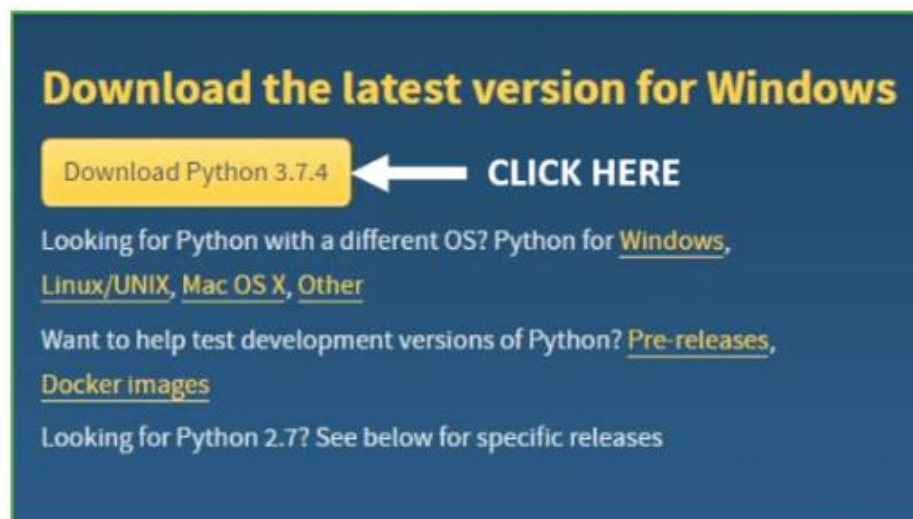 Download the latest version for Windows
Download Python 3.7.4 CLICK HERE
Looking for Python with a different OS? Python for Windows,
Linux/UNIX, Mac OS X, Other
Want to help test development versions of Python? Pre-releases,
Docker images
Looking for Python 2.7? See below for specific releases